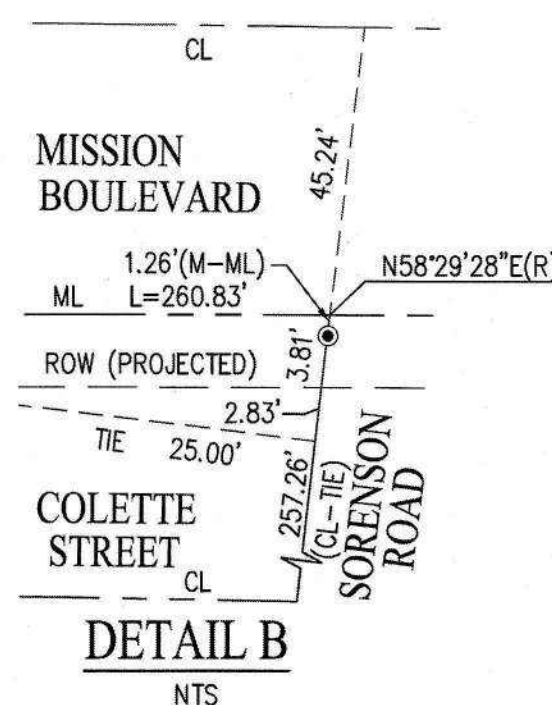 CL
MISSION
BOULEVARD
45.24'
1.26'(M-ML)
N58°29'28"E(R)
ML L=260.83'
3.81'
ROW (PROJECTED)
2.83'
TIE 25.00'
257.26'
(CL-TIE)
SORENSON
ROAD
COLETTE
STREET
CL
DETAIL B
NTS